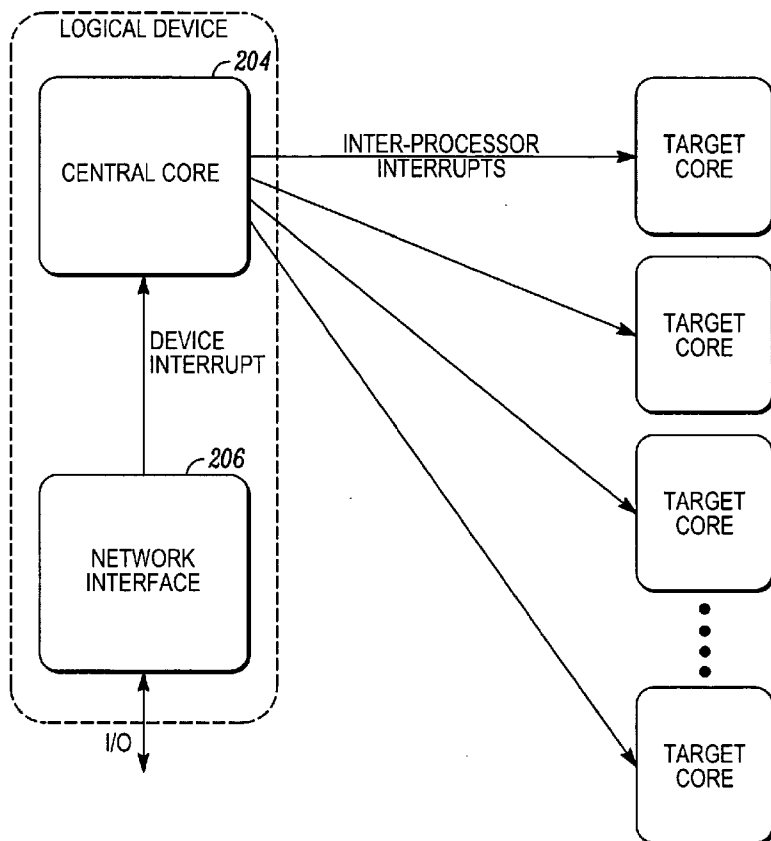 LOGICAL DEVICE
204
CENTRAL CORE
INTER-PROCESSOR
INTERRUPTS
TARGET
CORE
TARGET
CORE
DEVICE
INTERRUPT
206
NETWORK
INTERFACE
TARGET
CORE
I/O
TARGET
CORE